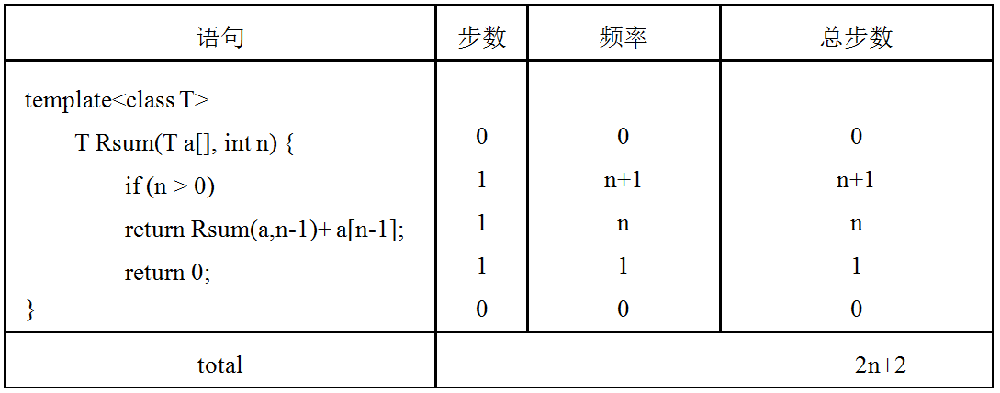 语句 步数 频率 总步数
template<class T>
T Rsum(T a[], int n) { 0 0 0
if (n > 0) 1 n+1 n+1
return Rsum(a,n-1)+ a[n-1]; 1 n n
return 0; 1 1 1
} 0 0 0
total 2n+2